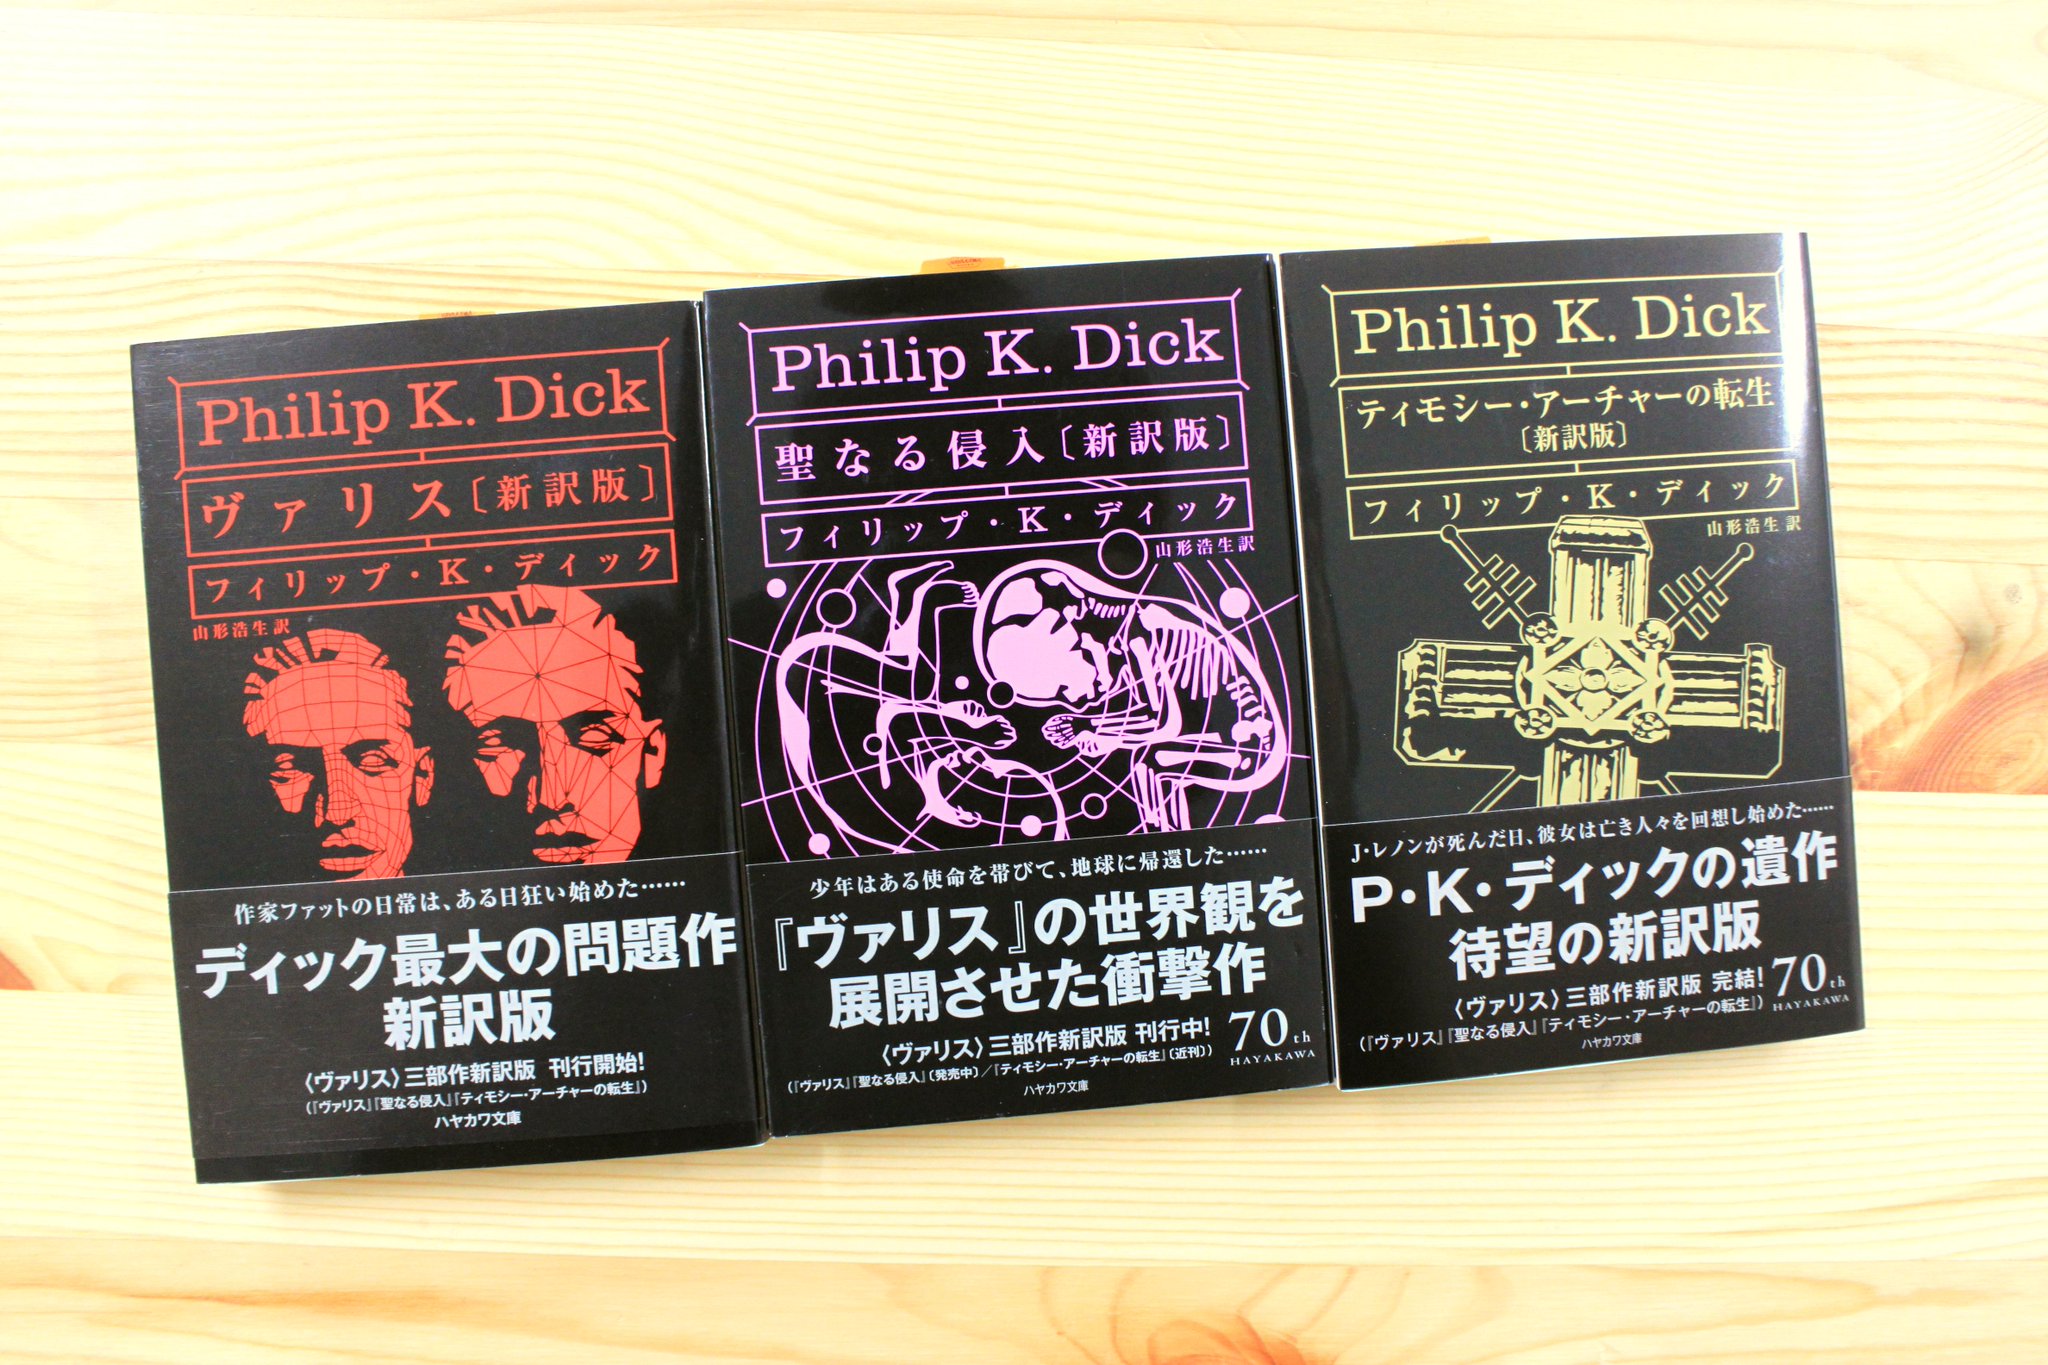 Philip K. Dick
ヴァリス〔新訳版〕
フィリップ・K・ディック
山形浩生訳
作家ファットの日常は、ある日狂い始めた……
ディック最大の問題作
新訳版
〈ヴァリス〉三部作新訳版 刊行開始!
(『ヴァリス』『聖なる侵入』『ティモシー・アーチャーの転生』)
ハヤカワ文庫
Philip K. Dick
聖なる侵入〔新訳版〕
フィリップ・K・ディック
山形浩生訳
少年はある使命を帯びて、地球に帰還した……
『ヴァリス』の世界観を
展開させた衝撃作
〈ヴァリス〉三部作新訳版 刊行中!
(『ヴァリス』『聖なる侵入』〔発売中〕/『ティモシー・アーチャーの転生』〔近刊〕)
70th
HAYAKAWA
ハヤカワ文庫
Philip K. Dick
ティモシー・アーチャーの転生
〔新訳版〕
フィリップ・K・ディック
山形浩生訳
J・レノンが死んだ日、彼女は亡き人々を回想し始めた……
P・K・ディックの遺作
待望の新訳版
〈ヴァリス〉三部作新訳版 完結!
(『ヴァリス』『聖なる侵入』『ティモシー・アーチャーの転生』)
70th
HAYAKAWA
ハヤカワ文庫